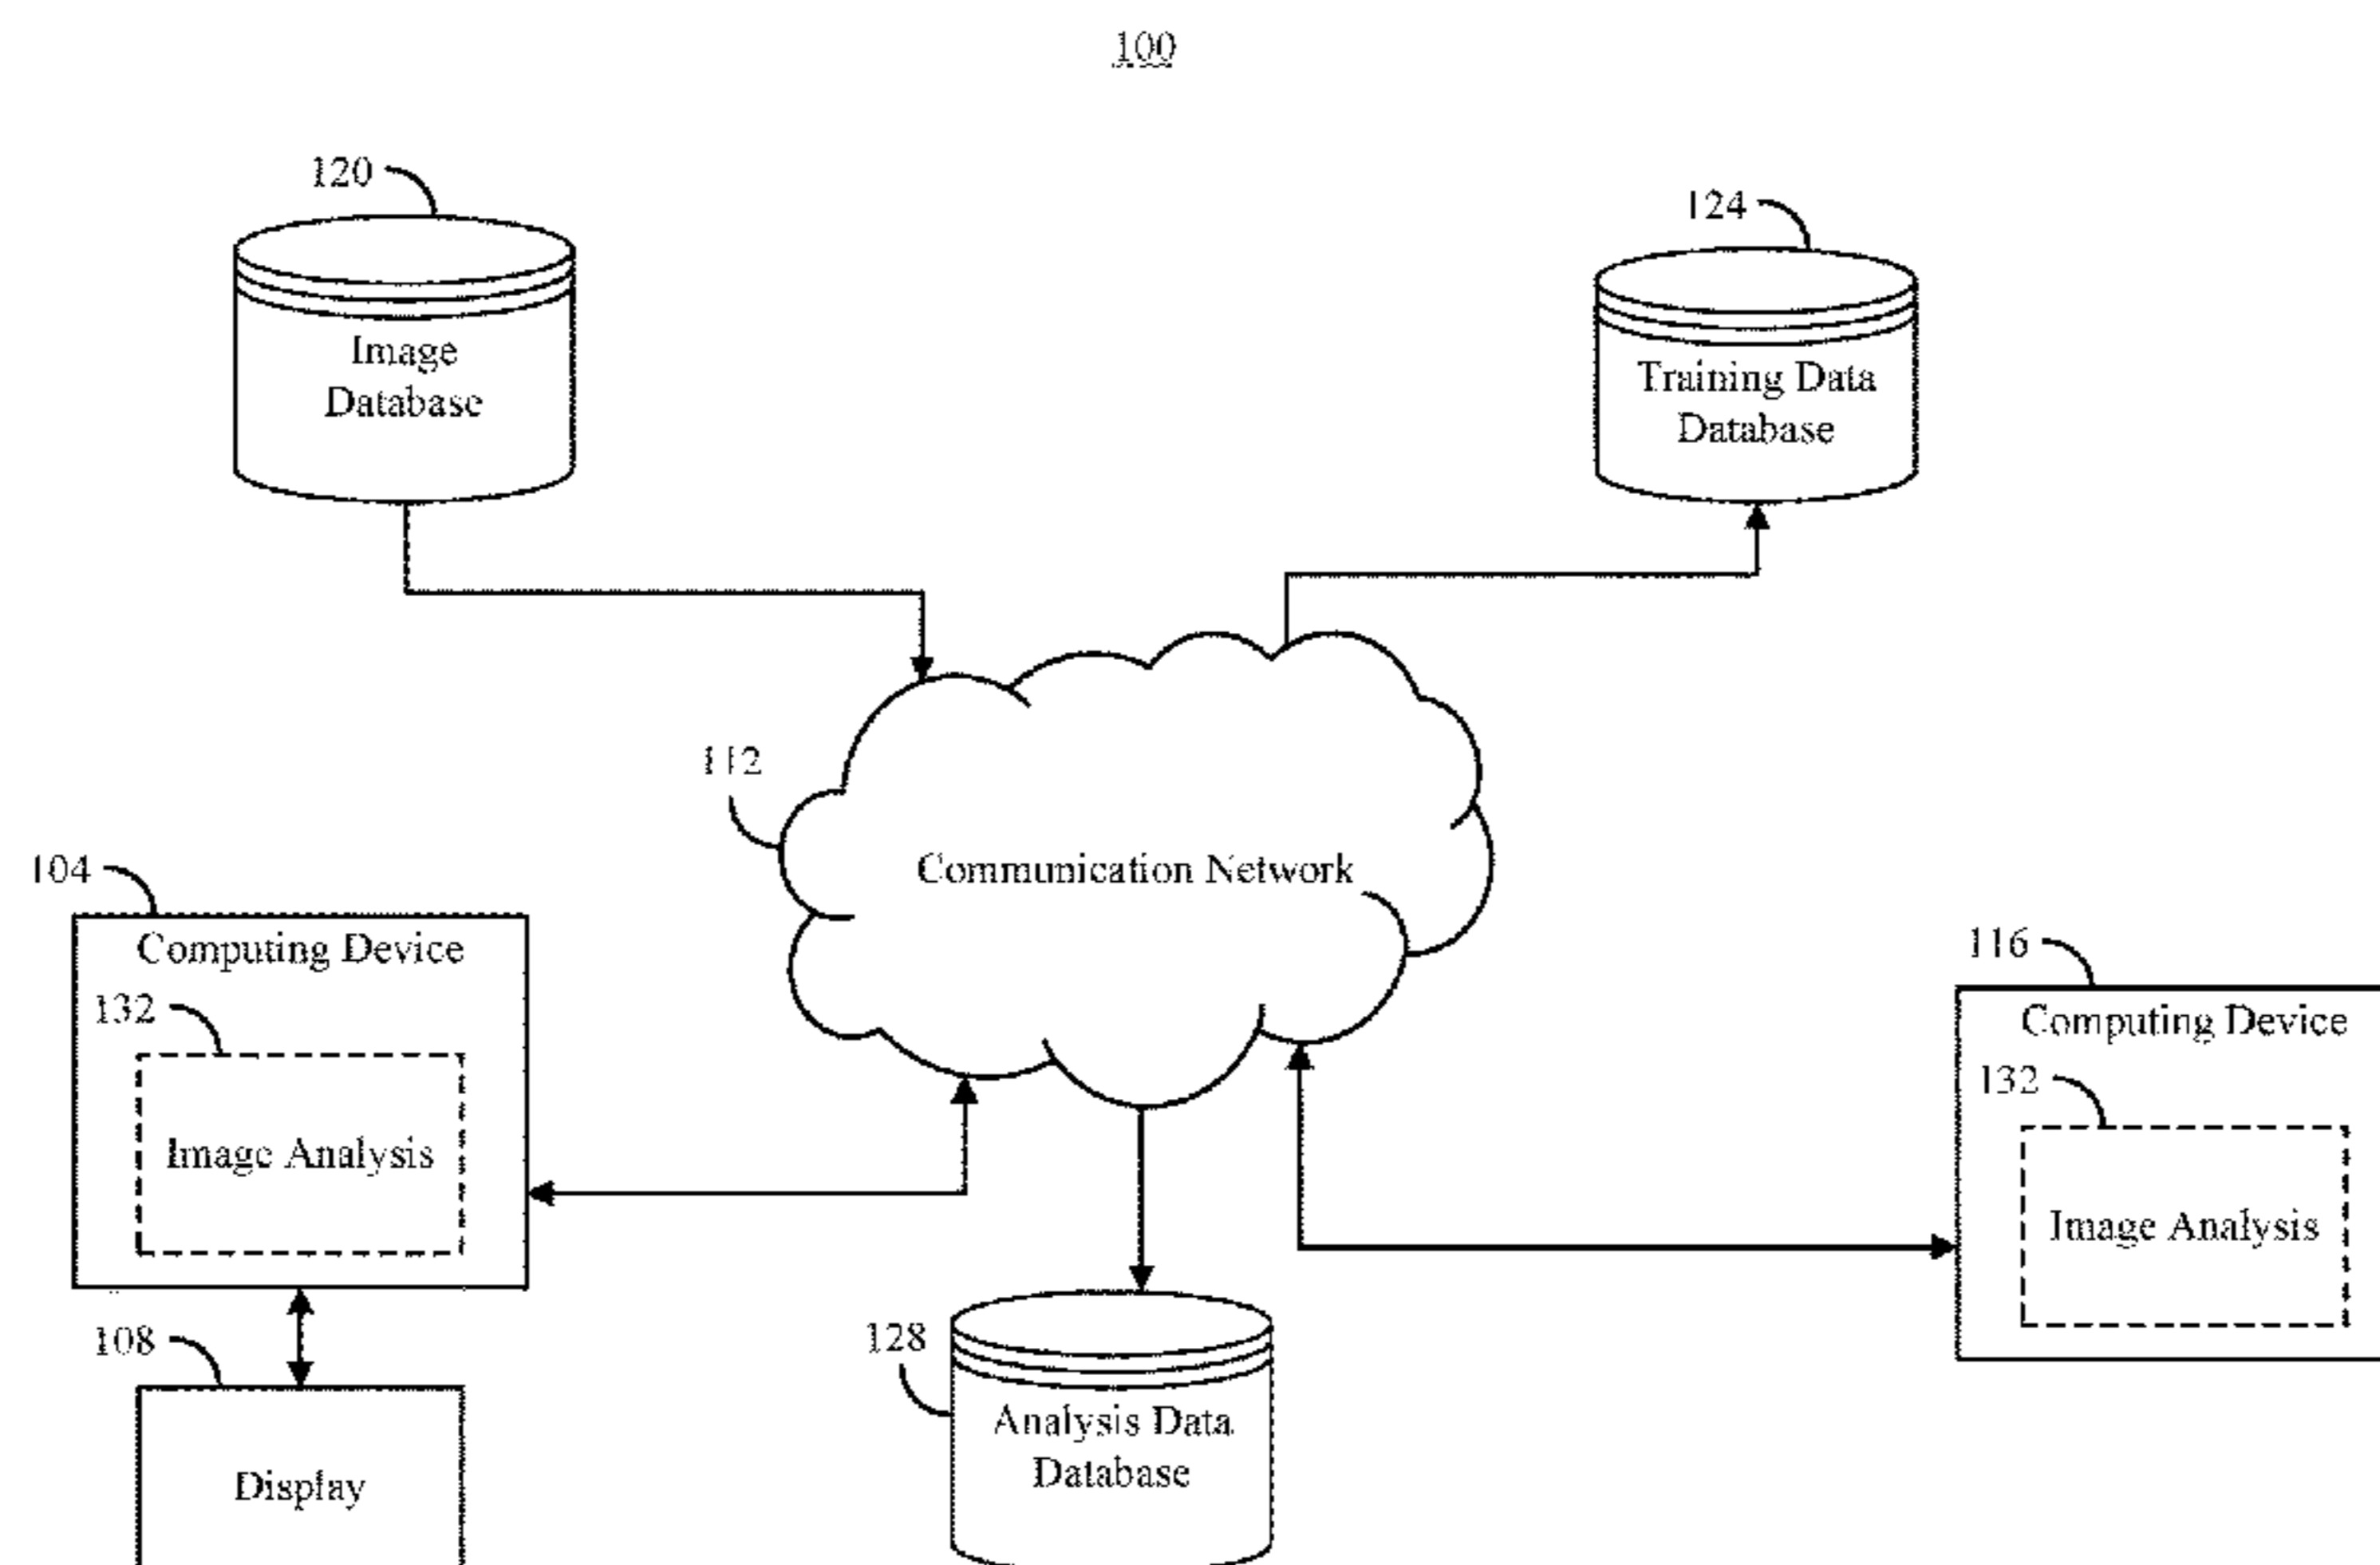 100
120
124
Image
Database
Training Data
Database
112
Communication Network
104
Computing Device
132
Image Analysis
116
Computing Device
132
Image Analysis
108
Display
128
Analysis Data
Database